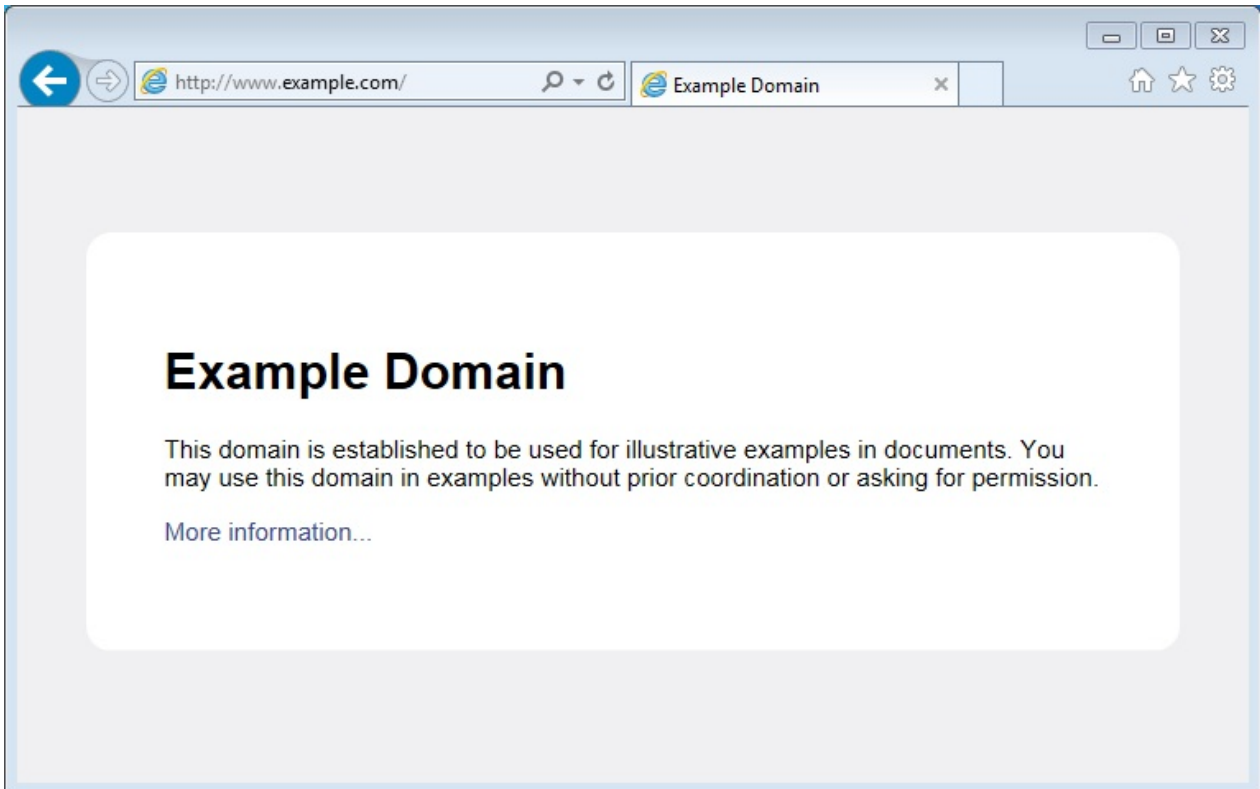 http://www.example.com/
Example Domain
Example Domain
This domain is established to be used for illustrative examples in documents. You
may use this domain in examples without prior coordination or asking for permission.
More information...